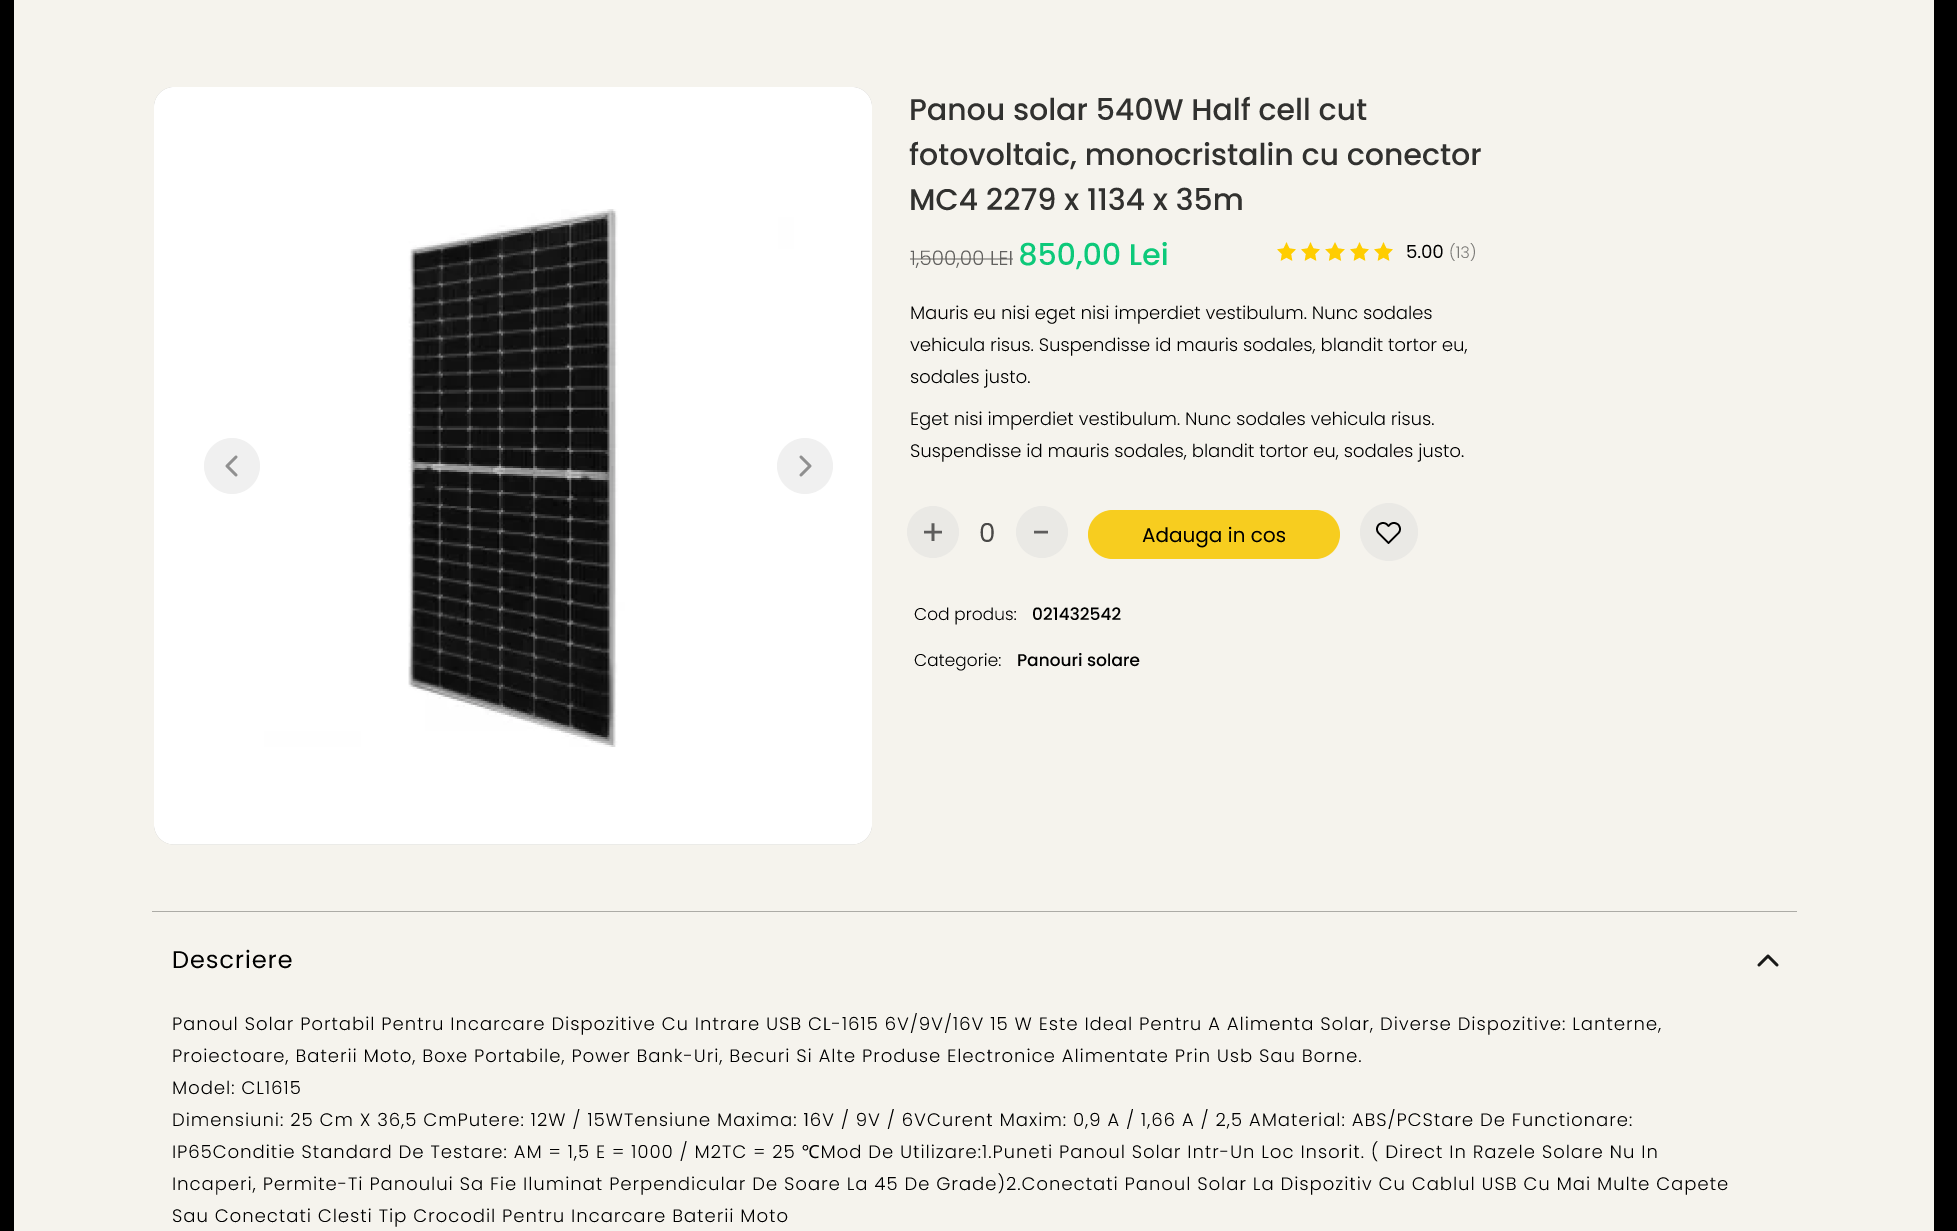 Panou solar 540W Half cell cut
fotovoltaic, monocristalin cu conector
MC4 2279 x 1134 x 35m
1,500,00 LEI 850,00 Lei
5.00 (13)
Mauris eu nisi eget nisi imperdiet vestibulum. Nunc sodales
vehicula risus. Suspendisse id mauris sodales, blandit tortor eu,
sodales justo.
Eget nisi imperdiet vestibulum. Nunc sodales vehicula risus.
Suspendisse id mauris sodales, blandit tortor eu, sodales justo.
+ 0 − Adauga in cos
Cod produs: 021432542
Categorie: Panouri solare
Descriere
Panoul Solar Portabil Pentru Incarcare Dispozitive Cu Intrare USB CL-1615 6V/9V/16V 15 W Este Ideal Pentru A Alimenta Solar, Diverse Dispozitive: Lanterne,
Proiectoare, Baterii Moto, Boxe Portabile, Power Bank-Uri, Becuri Si Alte Produse Electronice Alimentate Prin Usb Sau Borne.
Model: CL1615
Dimensiuni: 25 Cm X 36,5 CmPutere: 12W / 15WTensiune Maxima: 16V / 9V / 6VCurent Maxim: 0,9 A / 1,66 A / 2,5 AMaterial: ABS/PCStare De Functionare:
IP65Conditie Standard De Testare: AM = 1,5 E = 1000 / M2TC = 25 ℃Mod De Utilizare:1.Puneti Panoul Solar Intr-Un Loc Insorit. ( Direct In Razele Solare Nu In
Incaperi, Permite-Ti Panoului Sa Fie Iluminat Perpendicular De Soare La 45 De Grade)2.Conectati Panoul Solar La Dispozitiv Cu Cablul USB Cu Mai Multe Capete
Sau Conectati Clesti Tip Crocodil Pentru Incarcare Baterii Moto